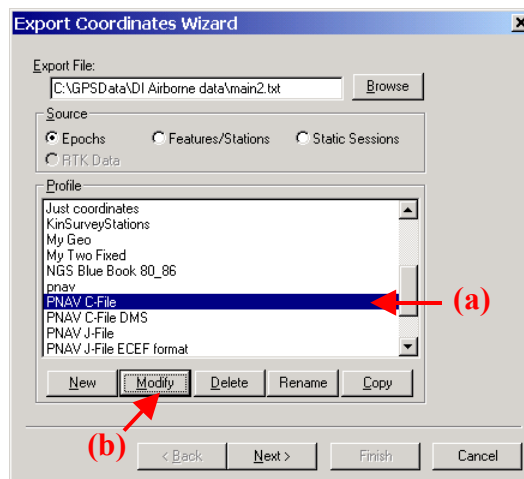 Export Coordinates Wizard
Export File:
C:\GPSData\DI Airborne data\main2.txt
Browse
Source
Epochs
Features/Stations
Static Sessions
RTK Data
Profile
Just coordinates
KinSurveyStations
My Geo
My Two Fixed
NGS Blue Book 80_86
pnav
PNAV C-File
(a)
PNAV C-File DMS
PNAV J-File
PNAV J-File ECEF format
New
Modify
Delete
Rename
Copy
(b)
< Back
Next >
Finish
Cancel